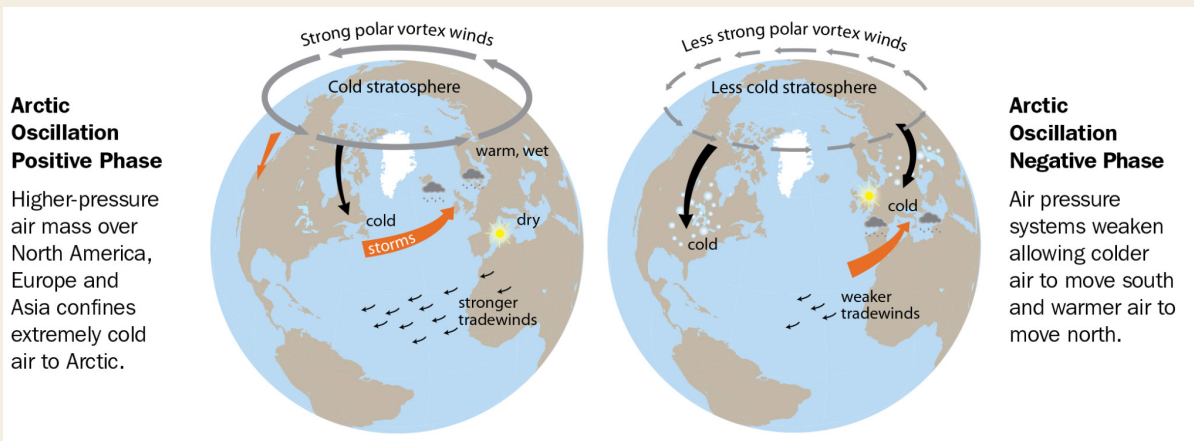 Arctic
Oscillation
Positive Phase
Higher-pressure
air mass over
North America,
Europe and
Asia confines
extremely cold
air to Arctic.
Strong polar vortex winds
Cold stratosphere
warm, wet
cold
storms
dry
stronger
tradewinds
Less strong polar vortex winds
Less cold stratosphere
cold
cold
weaker
tradewinds
Arctic
Oscillation
Negative Phase
Air pressure
systems weaken
allowing colder
air to move south
and warmer air to
move north.